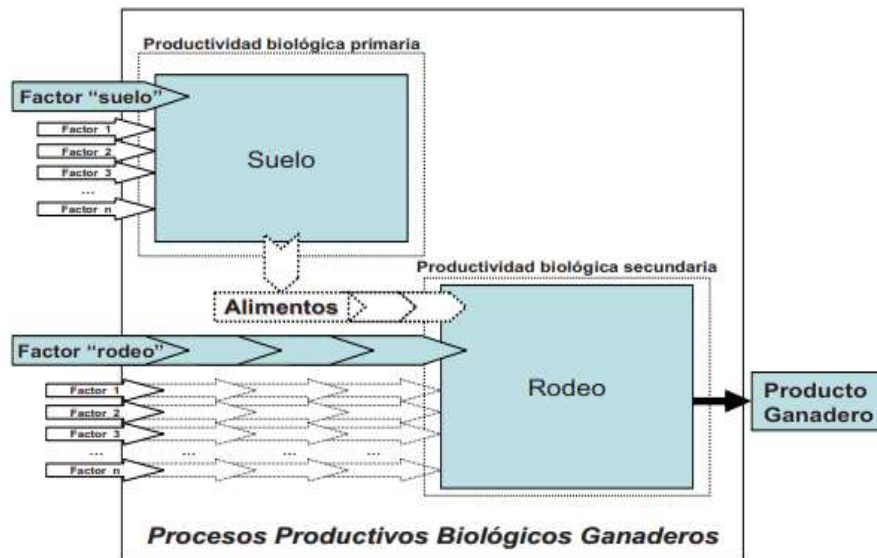 Productividad biológica primaria
Factor “suelo”
Factor 1
Factor 2
Factor 3
...
Factor n
Suelo
Productividad biológica secundaria
Alimentos
Factor “rodeo”
Factor 1
Factor 2
Factor 3
... ... ... ...
Factor n
Rodeo
Producto
Ganadero
Procesos Productivos Biológicos Ganaderos